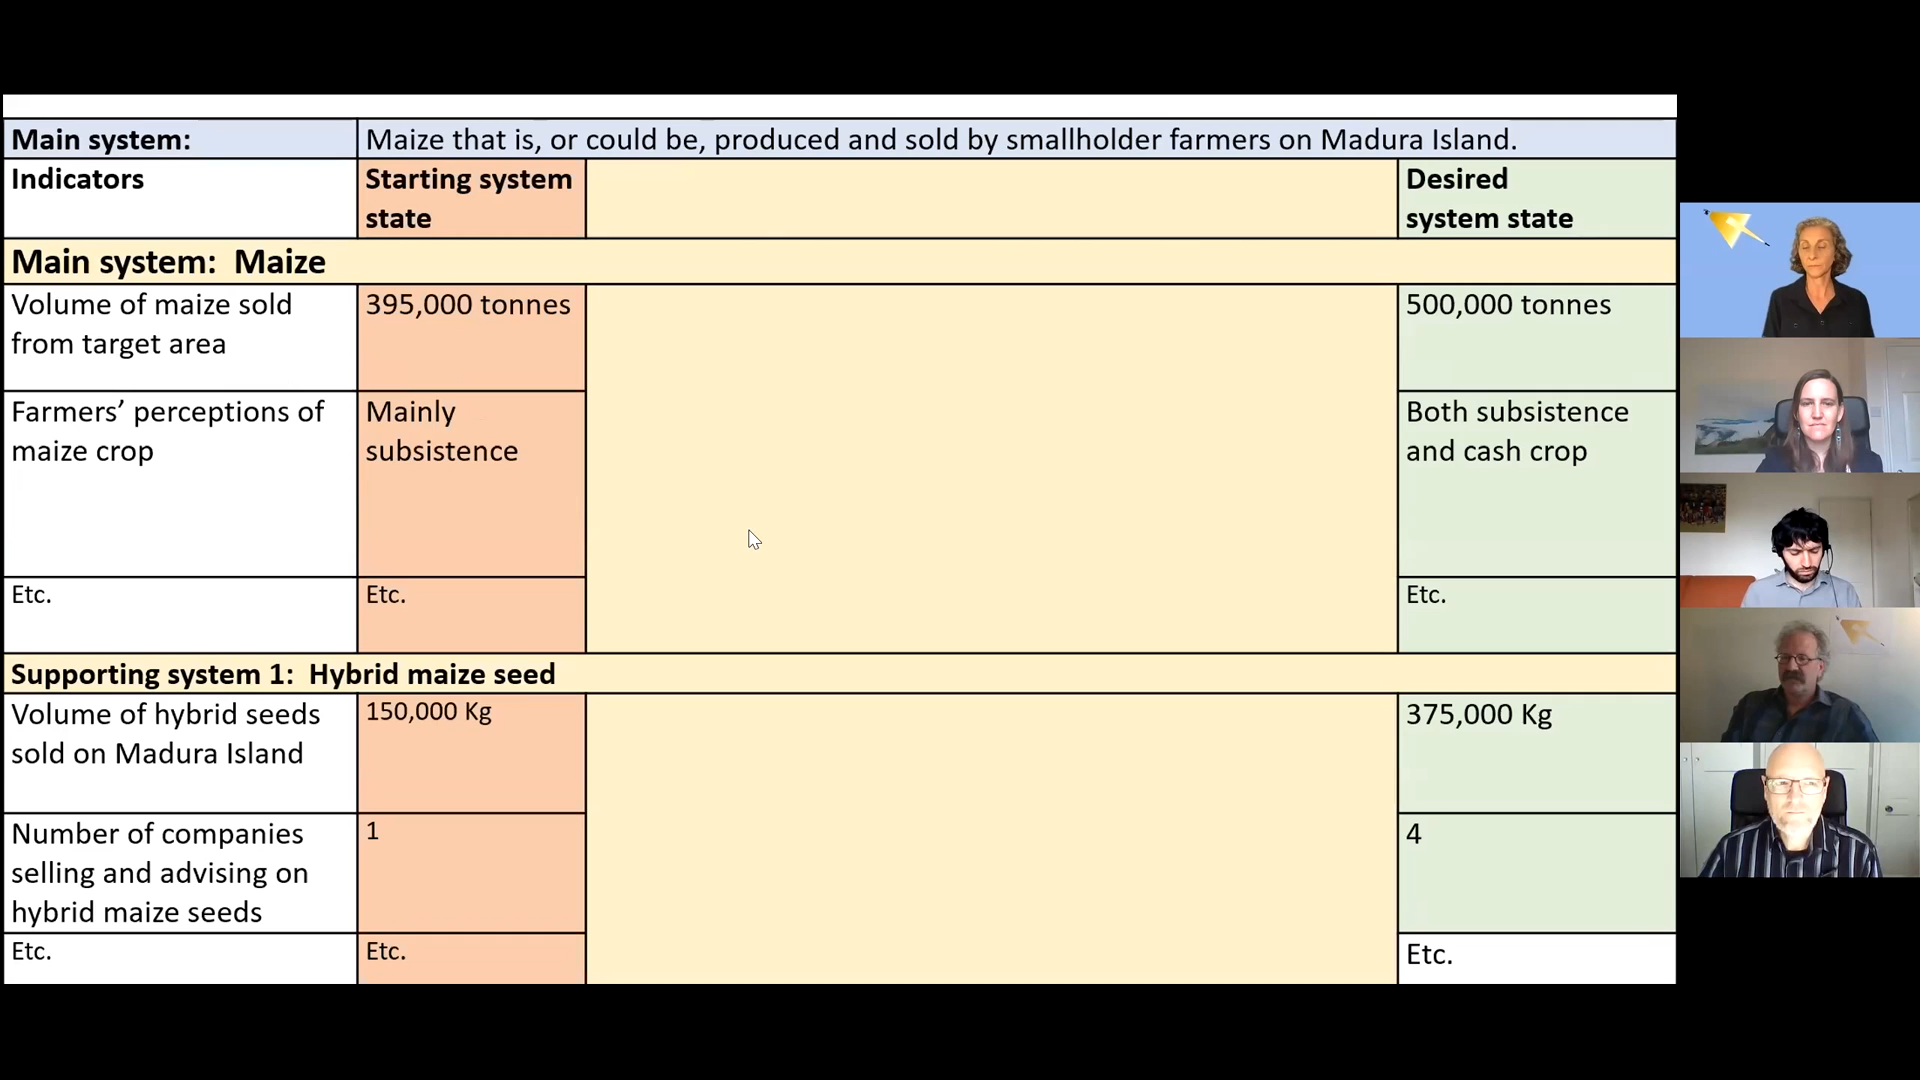 Main system: Maize that is, or could be, produced and sold by smallholder farmers on Madura Island.
Indicators
Starting system
state
Desired
system state
Main system: Maize
Volume of maize sold
from target area
395,000 tonnes
500,000 tonnes
Farmers’ perceptions of
maize crop
Mainly
subsistence
Both subsistence
and cash crop
Etc.
Etc.
Etc.
Supporting system 1: Hybrid maize seed
Volume of hybrid seeds
sold on Madura Island
150,000 Kg
375,000 Kg
Number of companies
selling and advising on
hybrid maize seeds
1
4
Etc.
Etc.
Etc.